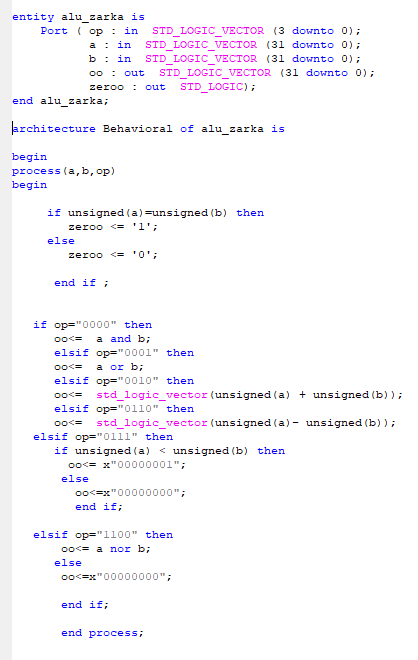 entity alu_zarka is
    Port ( op : in  STD_LOGIC_VECTOR (3 downto 0);
           a : in  STD_LOGIC_VECTOR (31 downto 0);
           b : in  STD_LOGIC_VECTOR (31 downto 0);
           oo : out  STD_LOGIC_VECTOR (31 downto 0);
           zeroo : out  STD_LOGIC);
end alu_zarka;

architecture Behavioral of alu_zarka is

begin
process(a,b,op)
begin

     if unsigned(a)=unsigned(b) then
        zeroo <= '1';
     else
        zeroo <= '0';

      end if ;


   if op="0000" then
      oo<=  a and b;
      elsif op="0001" then
      oo<=  a or b;
      elsif op="0010" then
      oo<=  std_logic_vector(unsigned(a) + unsigned(b));
      elsif op="0110" then
      oo<=  std_logic_vector(unsigned(a)- unsigned(b));
   elsif op="0111" then
      if unsigned(a) < unsigned(b) then
        oo<= x"00000001";
       else
         oo<=x"00000000";
         end if;

   elsif op="1100" then
       oo<= a nor b;
      else
       oo<=x"00000000";

       end if;

       end process;